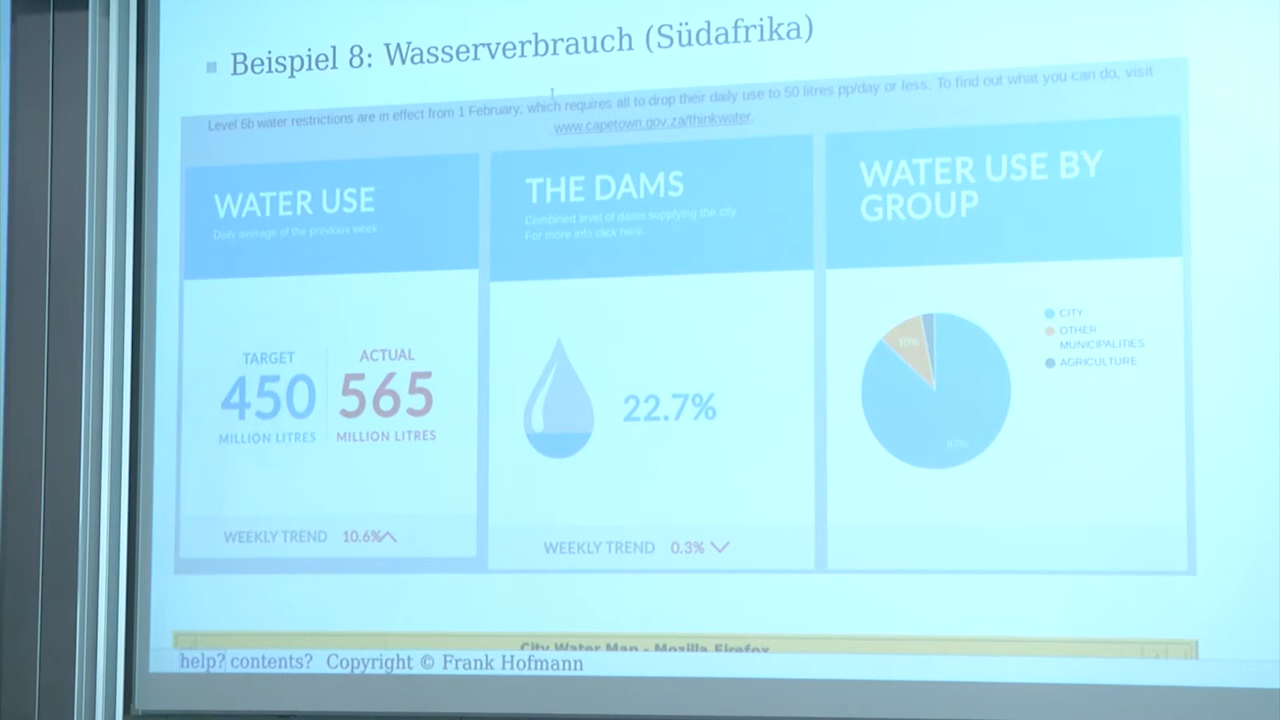 Beispiel 8: Wasserverbrauch (Südafrika)
Level 6b water restrictions are in effect from 1 February, which requires all to drop their daily use to 50 litres pp/day or less. To find out what you can do, visit
www.capetown.gov.za/thinkwater.
WATER USE
Daily average of the previous week
TARGET
450
MILLION LITRES
ACTUAL
565
MILLION LITRES
WEEKLY TREND 10.6%
THE DAMS
Combined level of dams supplying the city
For more info click here
22.7%
WEEKLY TREND 0.3%
WATER USE BY
GROUP
10%
87%
CITY
OTHER
MUNICIPALITIES
AGRICULTURE
City Water Map - Mozilla Firefox
help? contents? Copyright © Frank Hofmann